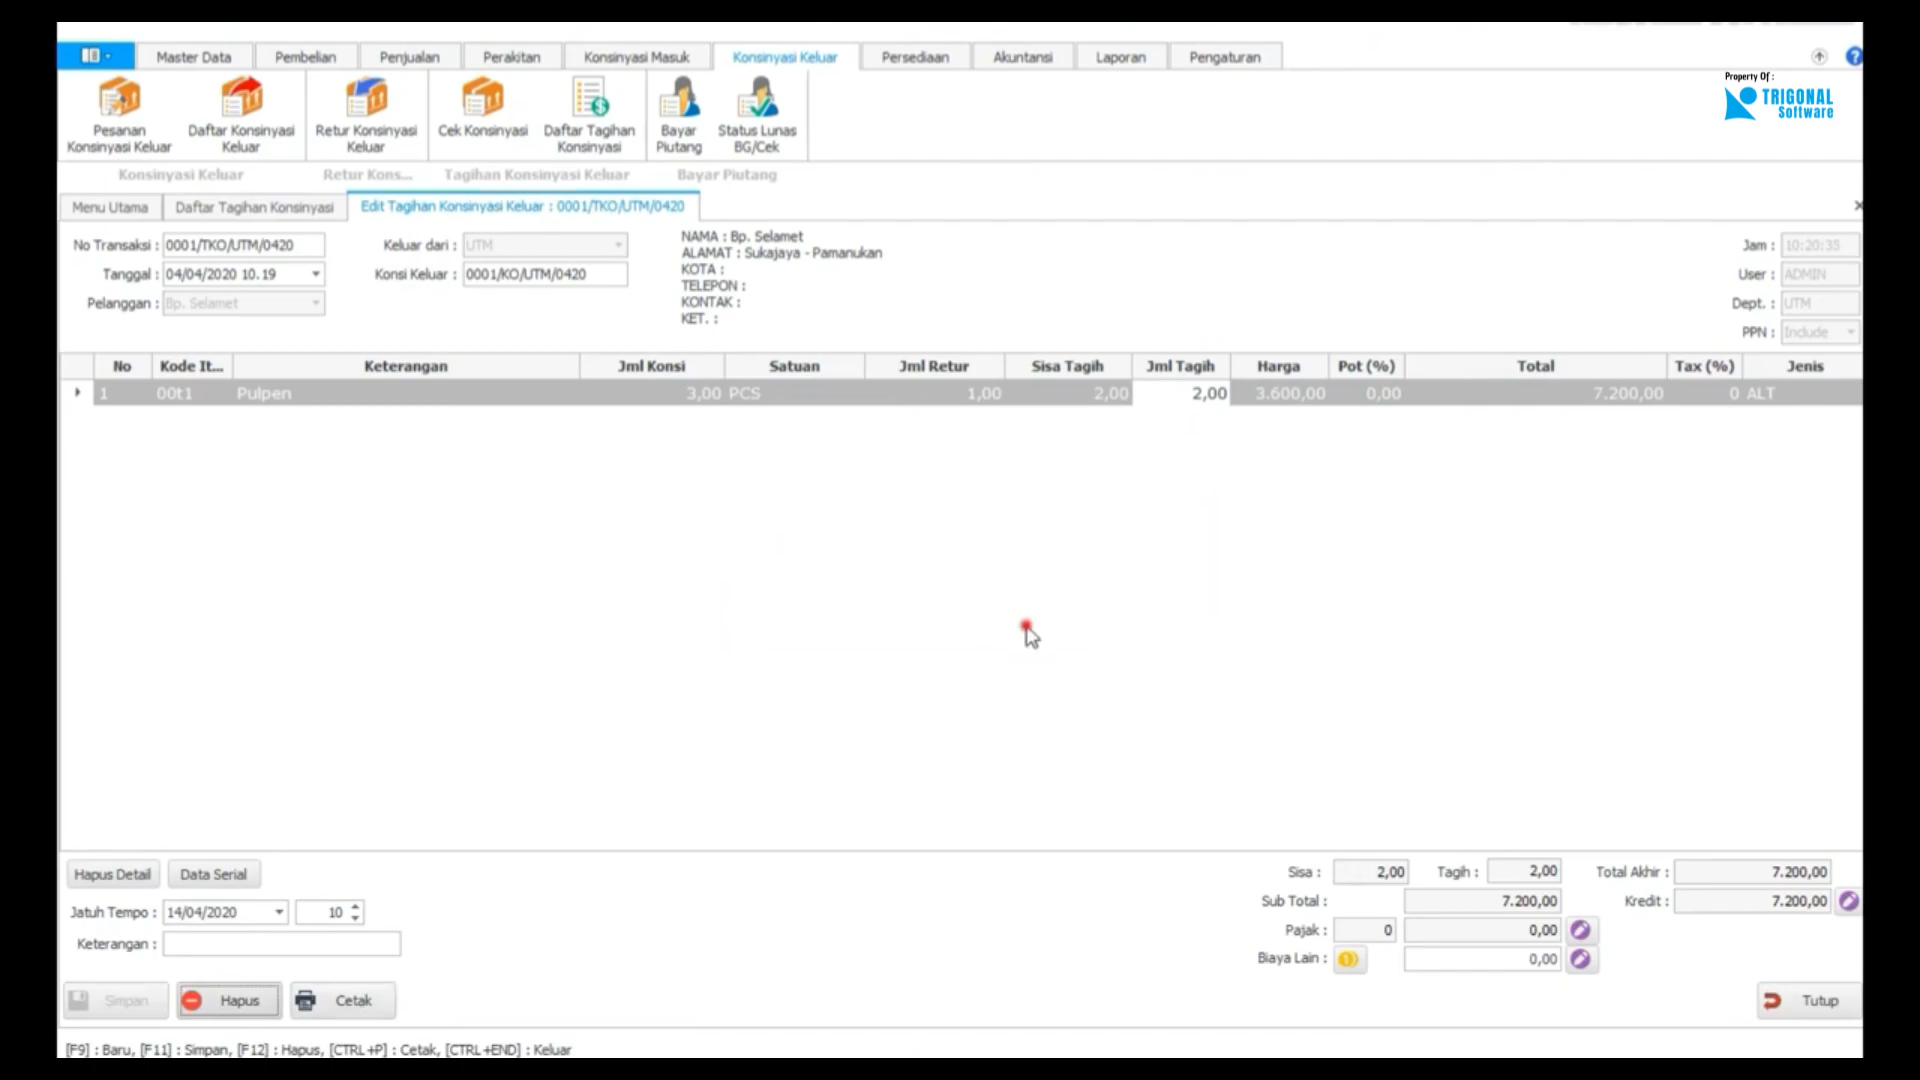 Master Data Pembelian Penjualan Perakitan Konsinyasi Masuk Konsinyasi Keluar Persediaan Akuntansi Laporan Pengaturan
Property Of :
TRIGONAL
Software
Pesanan Konsinyasi Keluar
Daftar Konsinyasi Keluar
Retur Konsinyasi Keluar
Cek Konsinyasi
Daftar Tagihan Konsinyasi
Bayar Piutang
Status Lunas BG/Cek
Konsinyasi Keluar Retur Kons... Tagihan Konsinyasi Keluar Bayar Piutang
Menu Utama Daftar Tagihan Konsinyasi Edit Tagihan Konsinyasi Keluar : 0001/TKO/UTM/0420
No Transaksi : 0001/TKO/UTM/0420
Tanggal : 04/04/2020 10.19
Pelanggan : Bp. Selamet
Keluar dari : UTM
Konsi Keluar : 0001/KO/UTM/0420
NAMA : Bp. Selamet
ALAMAT : Sukajaya - Pamanukan
KOTA :
TELEPON :
KONTAK :
KET. :
Jam : 10:20:35
User : ADMIN
Dept. : UTM
PPN : Include
No Kode It... Keterangan Jml Konsi Satuan Jml Retur Sisa Tagih Jml Tagih Harga Pot (%) Total Tax (%) Jenis
1 00t1 Pulpen 3,00 PCS 1,00 2,00 2,00 3.600,00 0,00 7.200,00 0 ALT
Hapus Detail Data Serial
Jatuh Tempo : 14/04/2020 10
Keterangan :
Sisa : 2,00 Tagih : 2,00 Total Akhir : 7.200,00
Sub Total : 7.200,00 Kredit : 7.200,00
Pajak : 0 0,00
Biaya Lain : 0,00
Simpan Hapus Cetak Tutup
[F9] : Baru, [F11] : Simpan, [F12] : Hapus, [CTRL+P] : Cetak, [CTRL+END] : Keluar